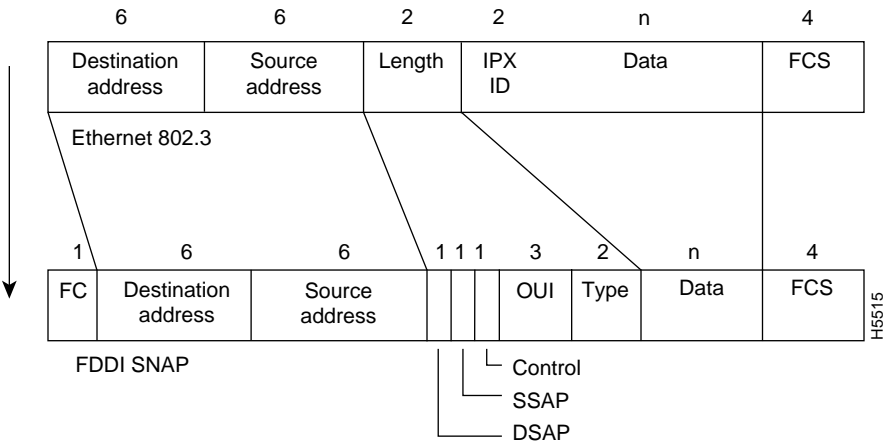 6 6 2 2 n 4
Destination address Source address Length IPX ID Data FCS
Ethernet 802.3
1 6 6 1 1 1 3 2 n 4
FC Destination address Source address OUI Type Data FCS
H5515
FDDI SNAP
Control
SSAP
DSAP